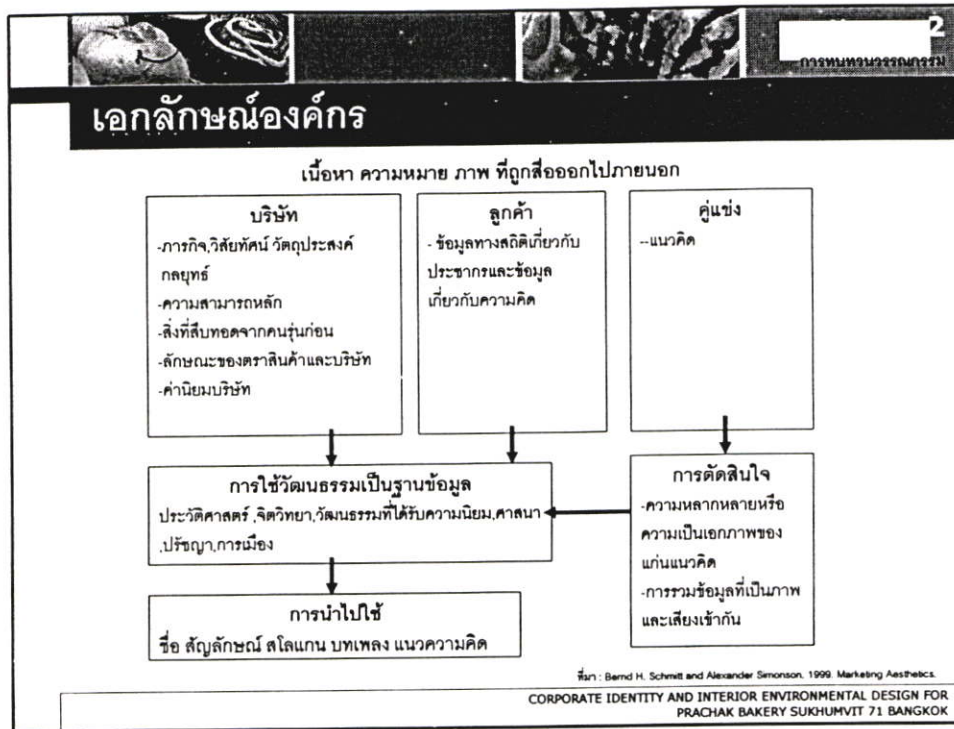 2
การทบทวนวรรณกรรม
เอกลักษณ์องค์กร
เนื้อหา ความหมาย ภาพ ที่ถูกสื่อออกไปภายนอก
บริษัท
-ภารกิจ,วิสัยทัศน์ วัตถุประสงค์
กลยุทธ์
-ความสามารถหลัก
-สิ่งที่สืบทอดจากคนรุ่นก่อน
-ลักษณะของตราสินค้าและบริษัท
-ค่านิยมบริษัท
ลูกค้า
- ข้อมูลทางสถิติเกี่ยวกับ
ประชากรและข้อมูล
เกี่ยวกับความคิด
คู่แข่ง
--แนวคิด
การใช้วัฒนธรรมเป็นฐานข้อมูล
ประวัติศาสตร์ ,จิตวิทยา,วัฒนธรรมที่ได้รับความนิยม,ศาสนา
,ปรัชญา,การเมือง
การตัดสินใจ
-ความหลากหลายหรือ
ความเป็นเอกภาพของ
แก่นแนวคิด
-การรวมข้อมูลที่เป็นภาพ
และเสียงเข้ากัน
การนำไปใช้
ชื่อ สัญลักษณ์ สโลแกน บทเพลง แนวความคิด
ที่มา : Bernd H. Schmitt and Alexander Simonson, 1999. Marketing Aesthetics.
CORPORATE IDENTITY AND INTERIOR ENVIRONMENTAL DESIGN FOR
PRACHAK BAKERY SUKHUMVIT 71 BANGKOK